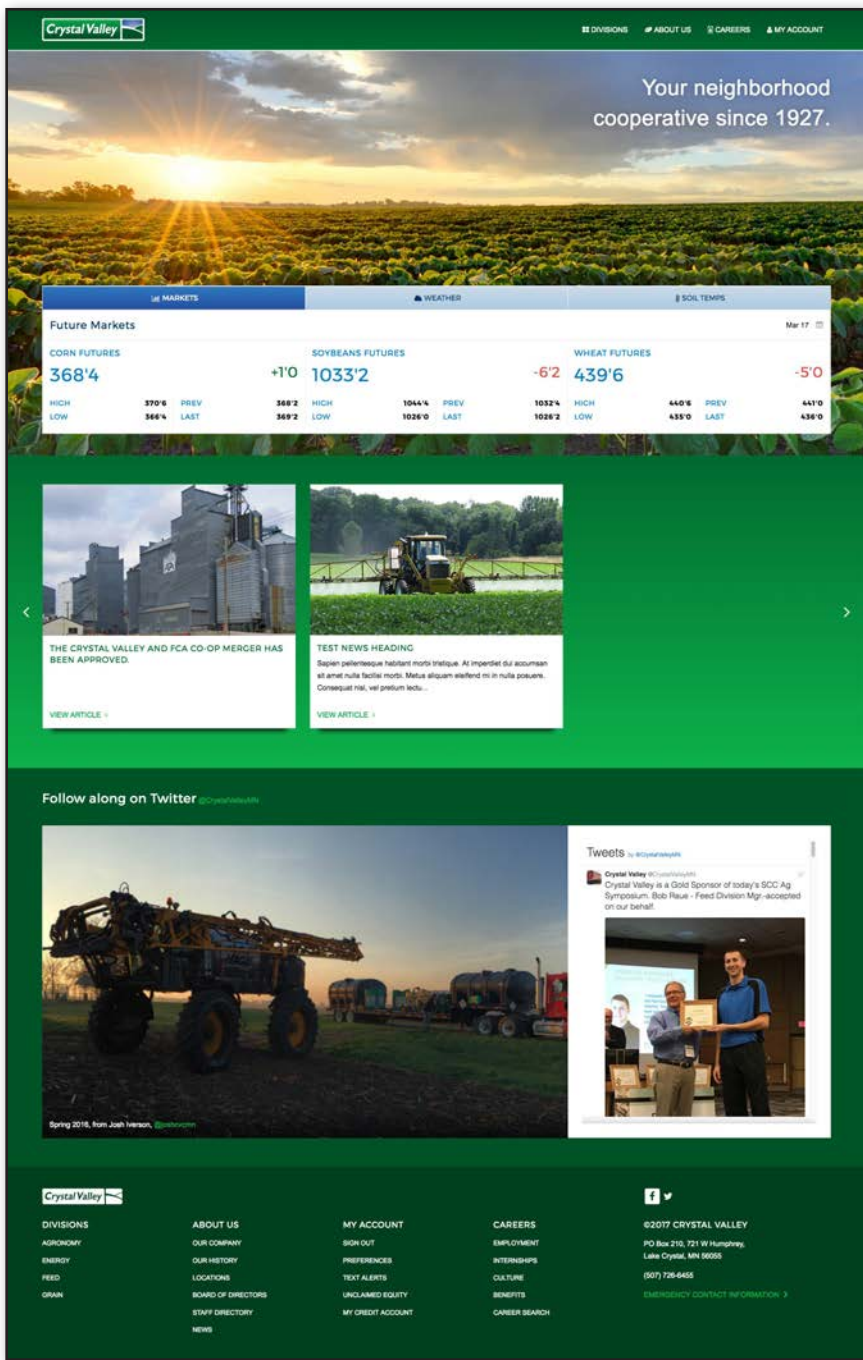 Crystal Valley
DIVISIONS ABOUT US CAREERS MY ACCOUNT
Your neighborhood
cooperative since 1927.
MARKETS WEATHER SOIL TEMPS
Future Markets Mar 17
CORN FUTURES SOYBEANS FUTURES WHEAT FUTURES
368'4 +1'0 1033'2 -6'2 439'6 -5'0
HIGH 370'6 PREV 368'2 HIGH 1044'4 PREV 1032'4 HIGH 440'6 PREV 441'0
LOW 366'4 LAST 369'2 LOW 1026'0 LAST 1026'2 LOW 435'0 LAST 436'0
THE CRYSTAL VALLEY AND FCA CO-OP MERGER HAS
BEEN APPROVED.
VIEW ARTICLE >
TEST NEWS HEADING
Sapien pellentesque habitant morbi tristique. At imperdiet dui accumsan
sit amet nulla facilisi morbi. Metus aliquam eleifend mi in nulla posuere.
Consequat nisl, vel pretium lectu...
VIEW ARTICLE >
Follow along on Twitter @CrystalValleyMN
Tweets by @CrystalValleyMN
Crystal Valley @CrystalValleyMN
Crystal Valley is a Gold Sponsor of today's SCC Ag
Symposium. Bob Raue - Feed Division Mgr.-accepted
on our behalf.
Spring 2016, from Josh Iverson,
Crystal Valley
DIVISIONS
AGRONOMY
ENERGY
FEED
GRAIN
ABOUT US
OUR COMPANY
OUR HISTORY
LOCATIONS
BOARD OF DIRECTORS
STAFF DIRECTORY
NEWS
MY ACCOUNT
SIGN OUT
PREFERENCES
TEXT ALERTS
UNCLAIMED EQUITY
MY CREDIT ACCOUNT
CAREERS
EMPLOYMENT
INTERNSHIPS
CULTURE
BENEFITS
CAREER SEARCH
©2017 CRYSTAL VALLEY
PO Box 210, 721 W Humphrey,
Lake Crystal, MN 56055
(507) 726-6455
EMERGENCY CONTACT INFORMATION >